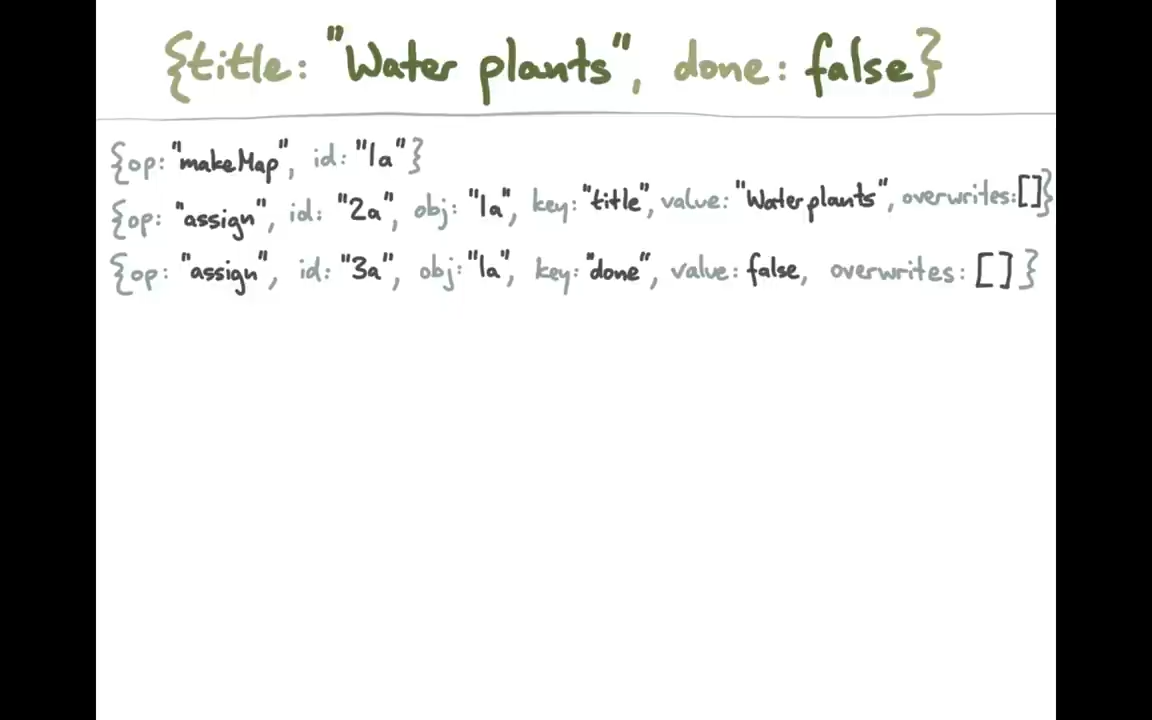 {title: "Water plants", done: false}
{op: "makeMap", id: "1a"}
{op: "assign", id: "2a", obj: "1a", key: "title", value: "Water plants", overwrites: []}
{op: "assign", id: "3a", obj: "1a", key: "done", value: false, overwrites: []}